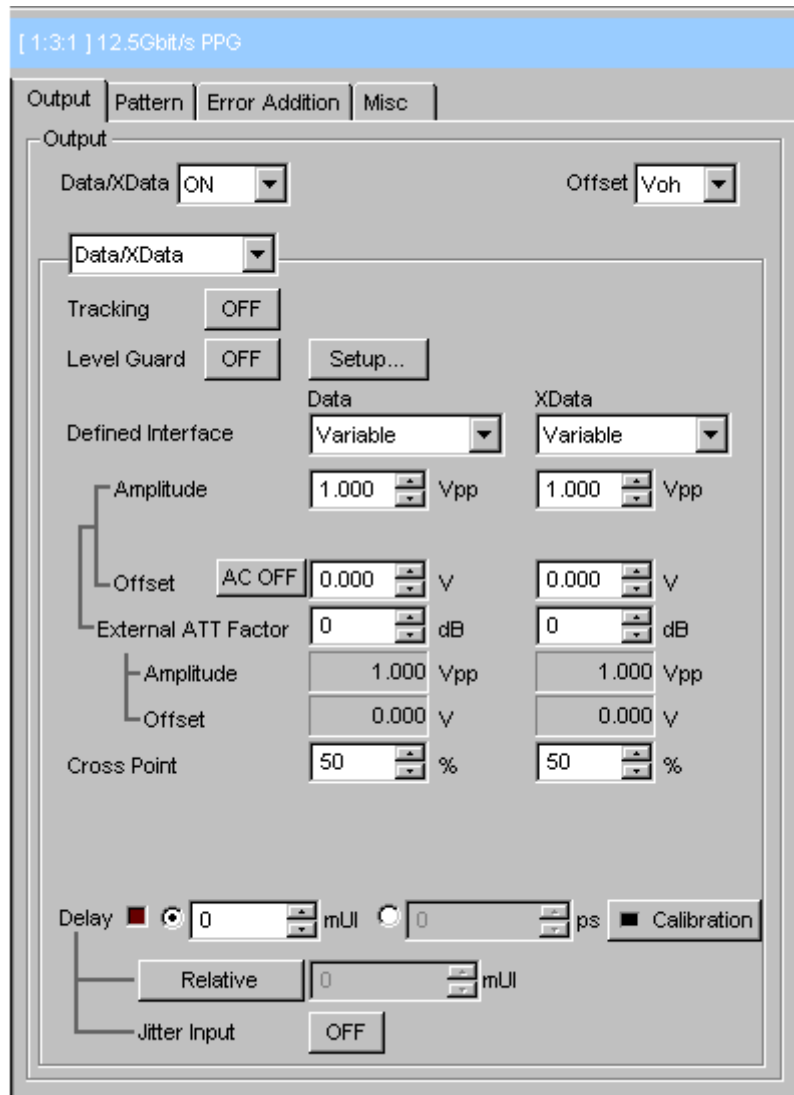 [ 1:3:1 ] 12.5Gbit/s PPG
Output Pattern Error Addition Misc
Output
Data/XData ON Offset Voh
Data/XData
Tracking OFF
Level Guard OFF Setup...
Data XData
Defined Interface Variable Variable
Amplitude 1.000 Vpp 1.000 Vpp
Offset AC OFF 0.000 V 0.000 V
External ATT Factor 0 dB 0 dB
Amplitude 1.000 Vpp 1.000 Vpp
Offset 0.000 V 0.000 V
Cross Point 50 % 50 %
Delay 0 mUI 0 ps Calibration
Relative 0 mUI
Jitter Input OFF